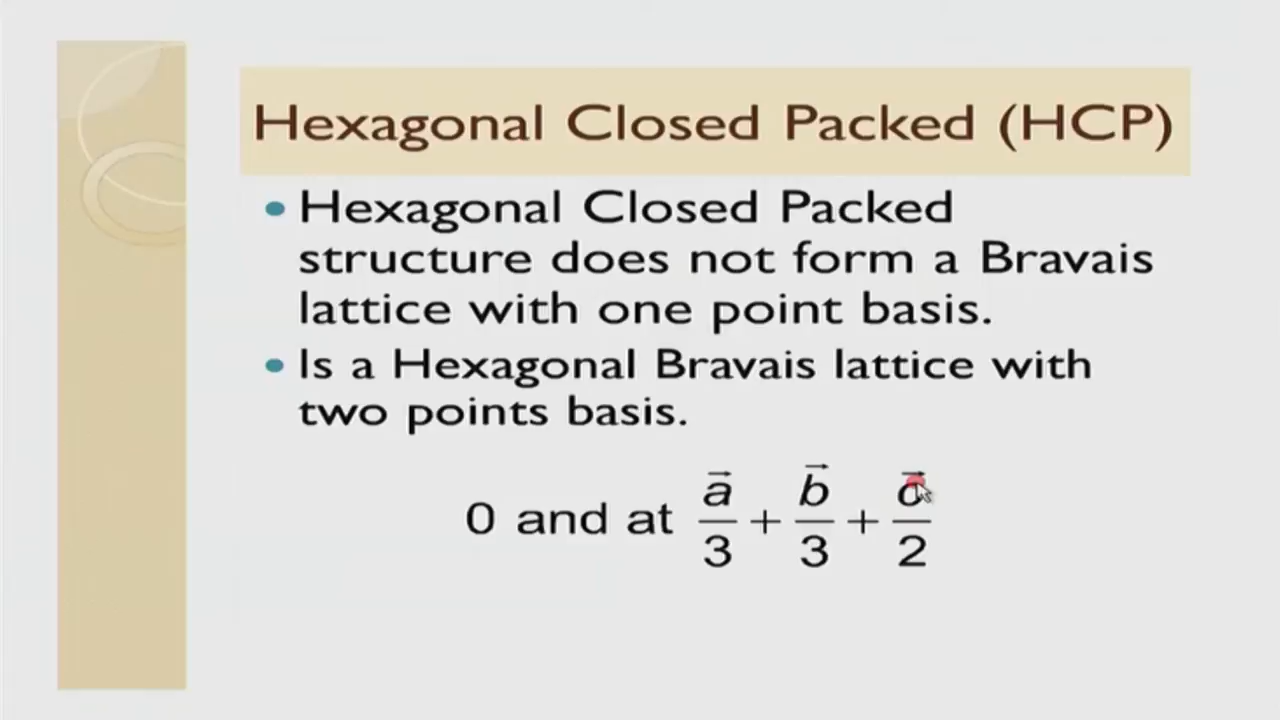 Hexagonal Closed Packed (HCP)
• Hexagonal Closed Packed
structure does not form a Bravais
lattice with one point basis.
• Is a Hexagonal Bravais lattice with
two points basis.
0 and at a⃗/3 + b⃗/3 + c⃗/2